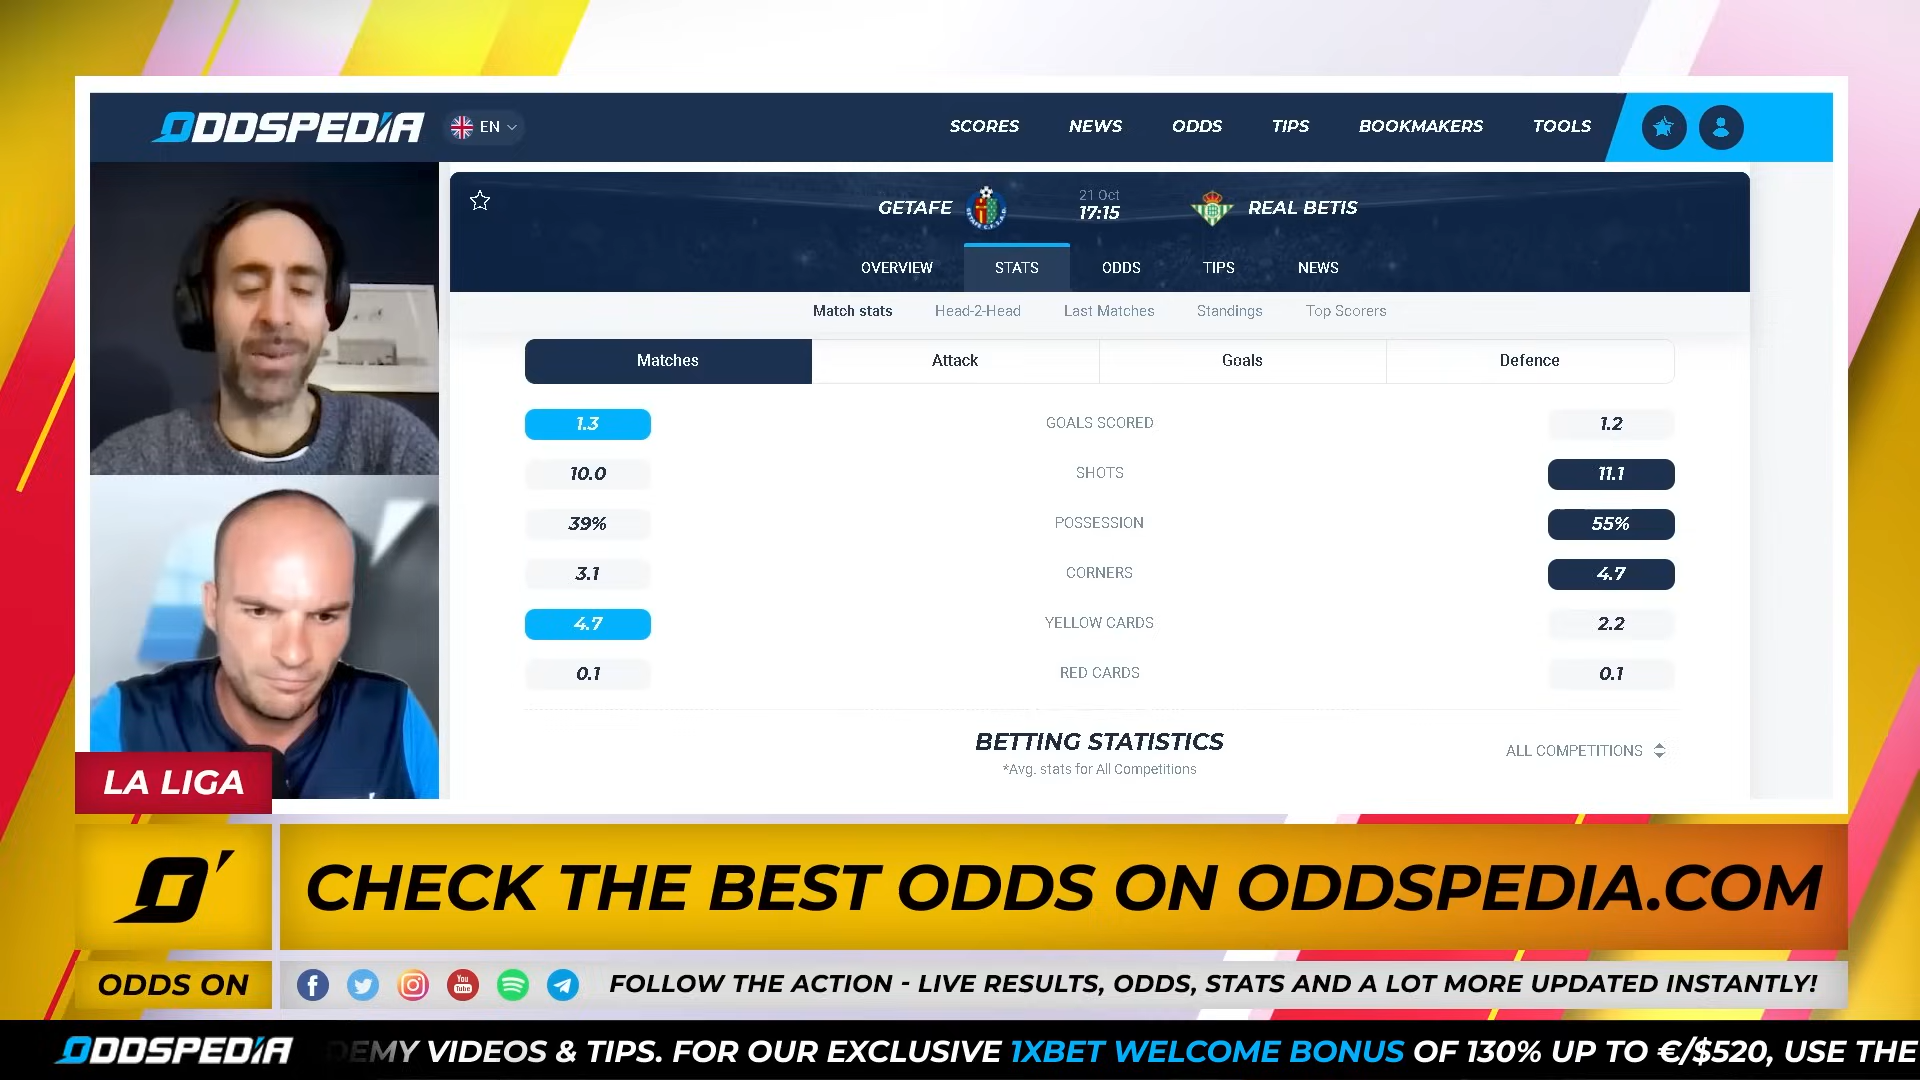 ODDSPEDIA EN SCORES NEWS ODDS TIPS BOOKMAKERS TOOLS
GETAFE 21 Oct 17:15 REAL BETIS
OVERVIEW STATS ODDS TIPS NEWS
Match stats Head-2-Head Last Matches Standings Top Scorers
Matches Attack Goals Defence
1.3 GOALS SCORED 1.2
10.0 SHOTS 11.1
39% POSSESSION 55%
3.1 CORNERS 4.7
4.7 YELLOW CARDS 2.2
0.1 RED CARDS 0.1
BETTING STATISTICS
ALL COMPETITIONS
*Avg. stats for All Competitions
LA LIGA
CHECK THE BEST ODDS ON ODDSPEDIA.COM
ODDS ON FOLLOW THE ACTION - LIVE RESULTS, ODDS, STATS AND A LOT MORE UPDATED INSTANTLY!
ODDSPEDIA DEMY VIDEOS & TIPS. FOR OUR EXCLUSIVE 1XBET WELCOME BONUS OF 130% UP TO €/$520, USE THE